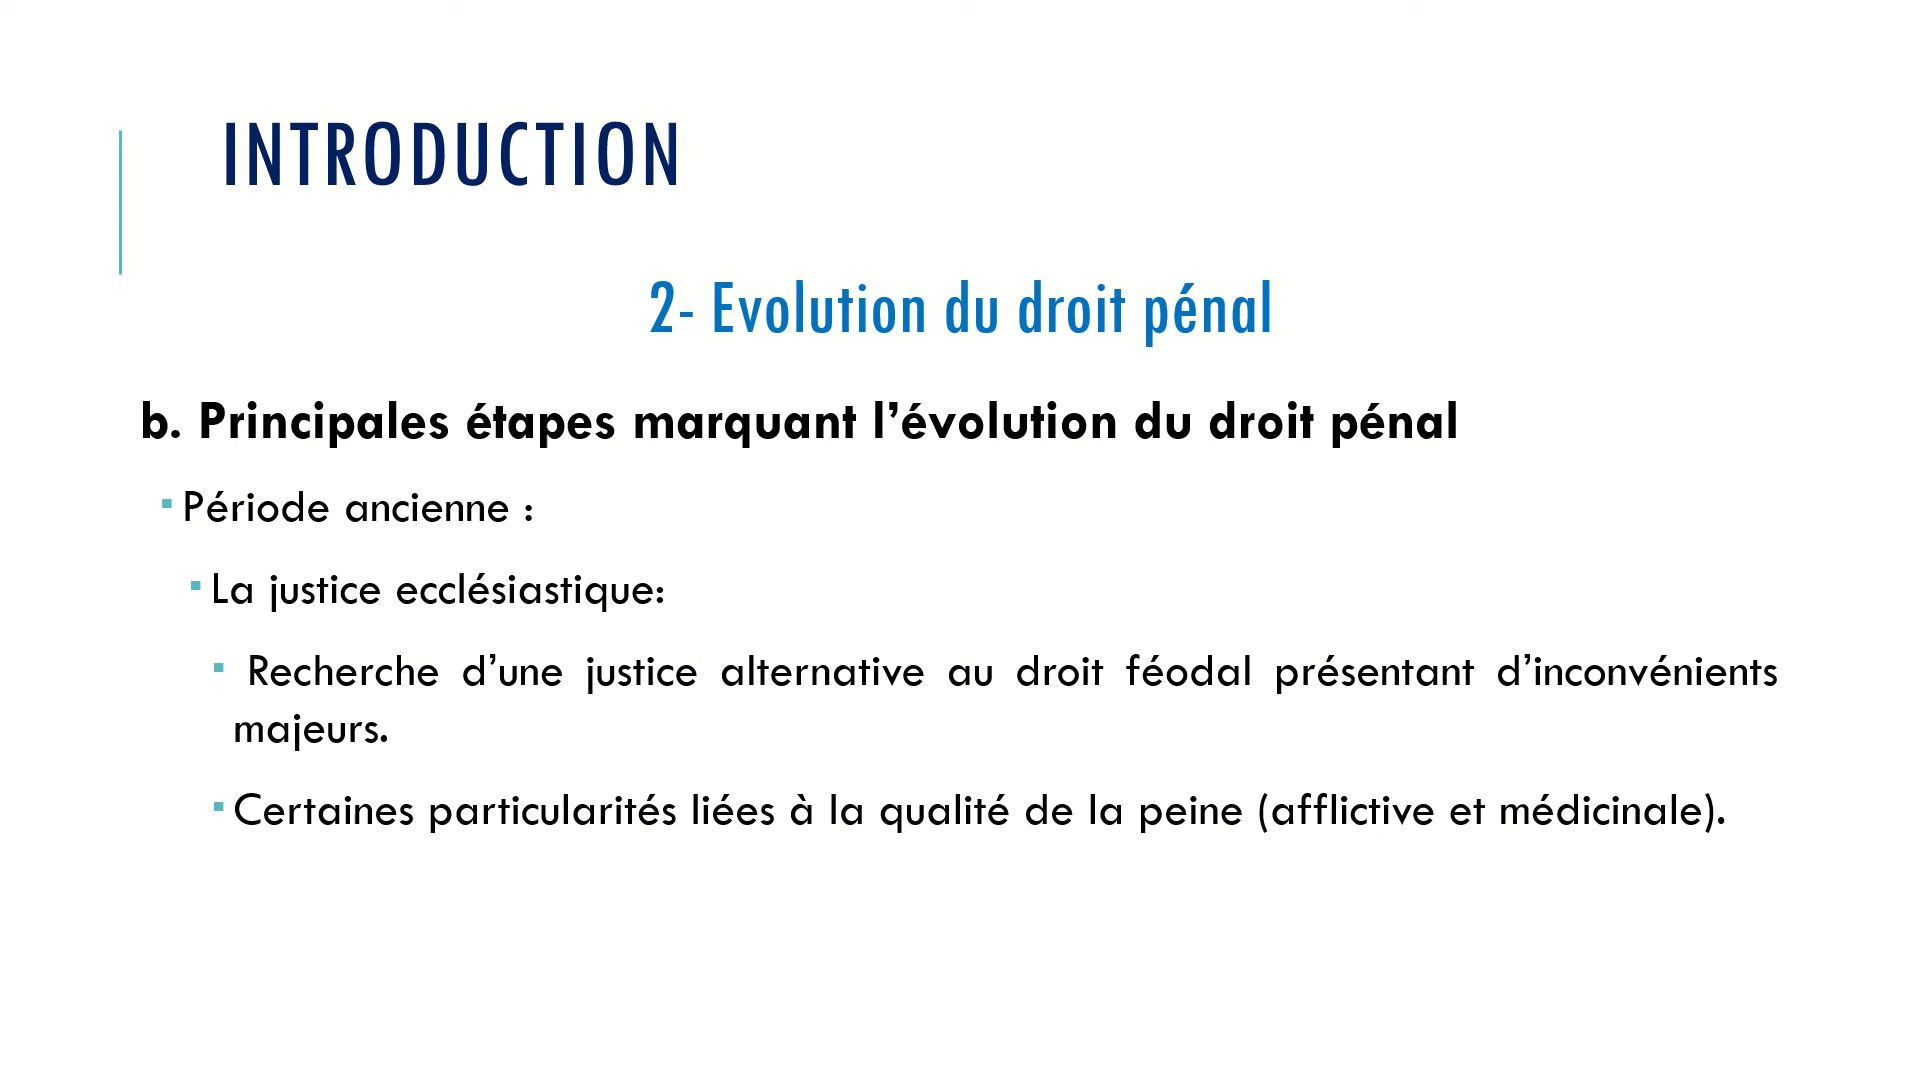 INTRODUCTION
2- Evolution du droit pénal
b. Principales étapes marquant l’évolution du droit pénal
▪ Période ancienne :
▪ La justice ecclésiastique:
▪ Recherche d’une justice alternative au droit féodal présentant d’inconvénients
majeurs.
▪ Certaines particularités liées à la qualité de la peine (afflictive et médicinale).